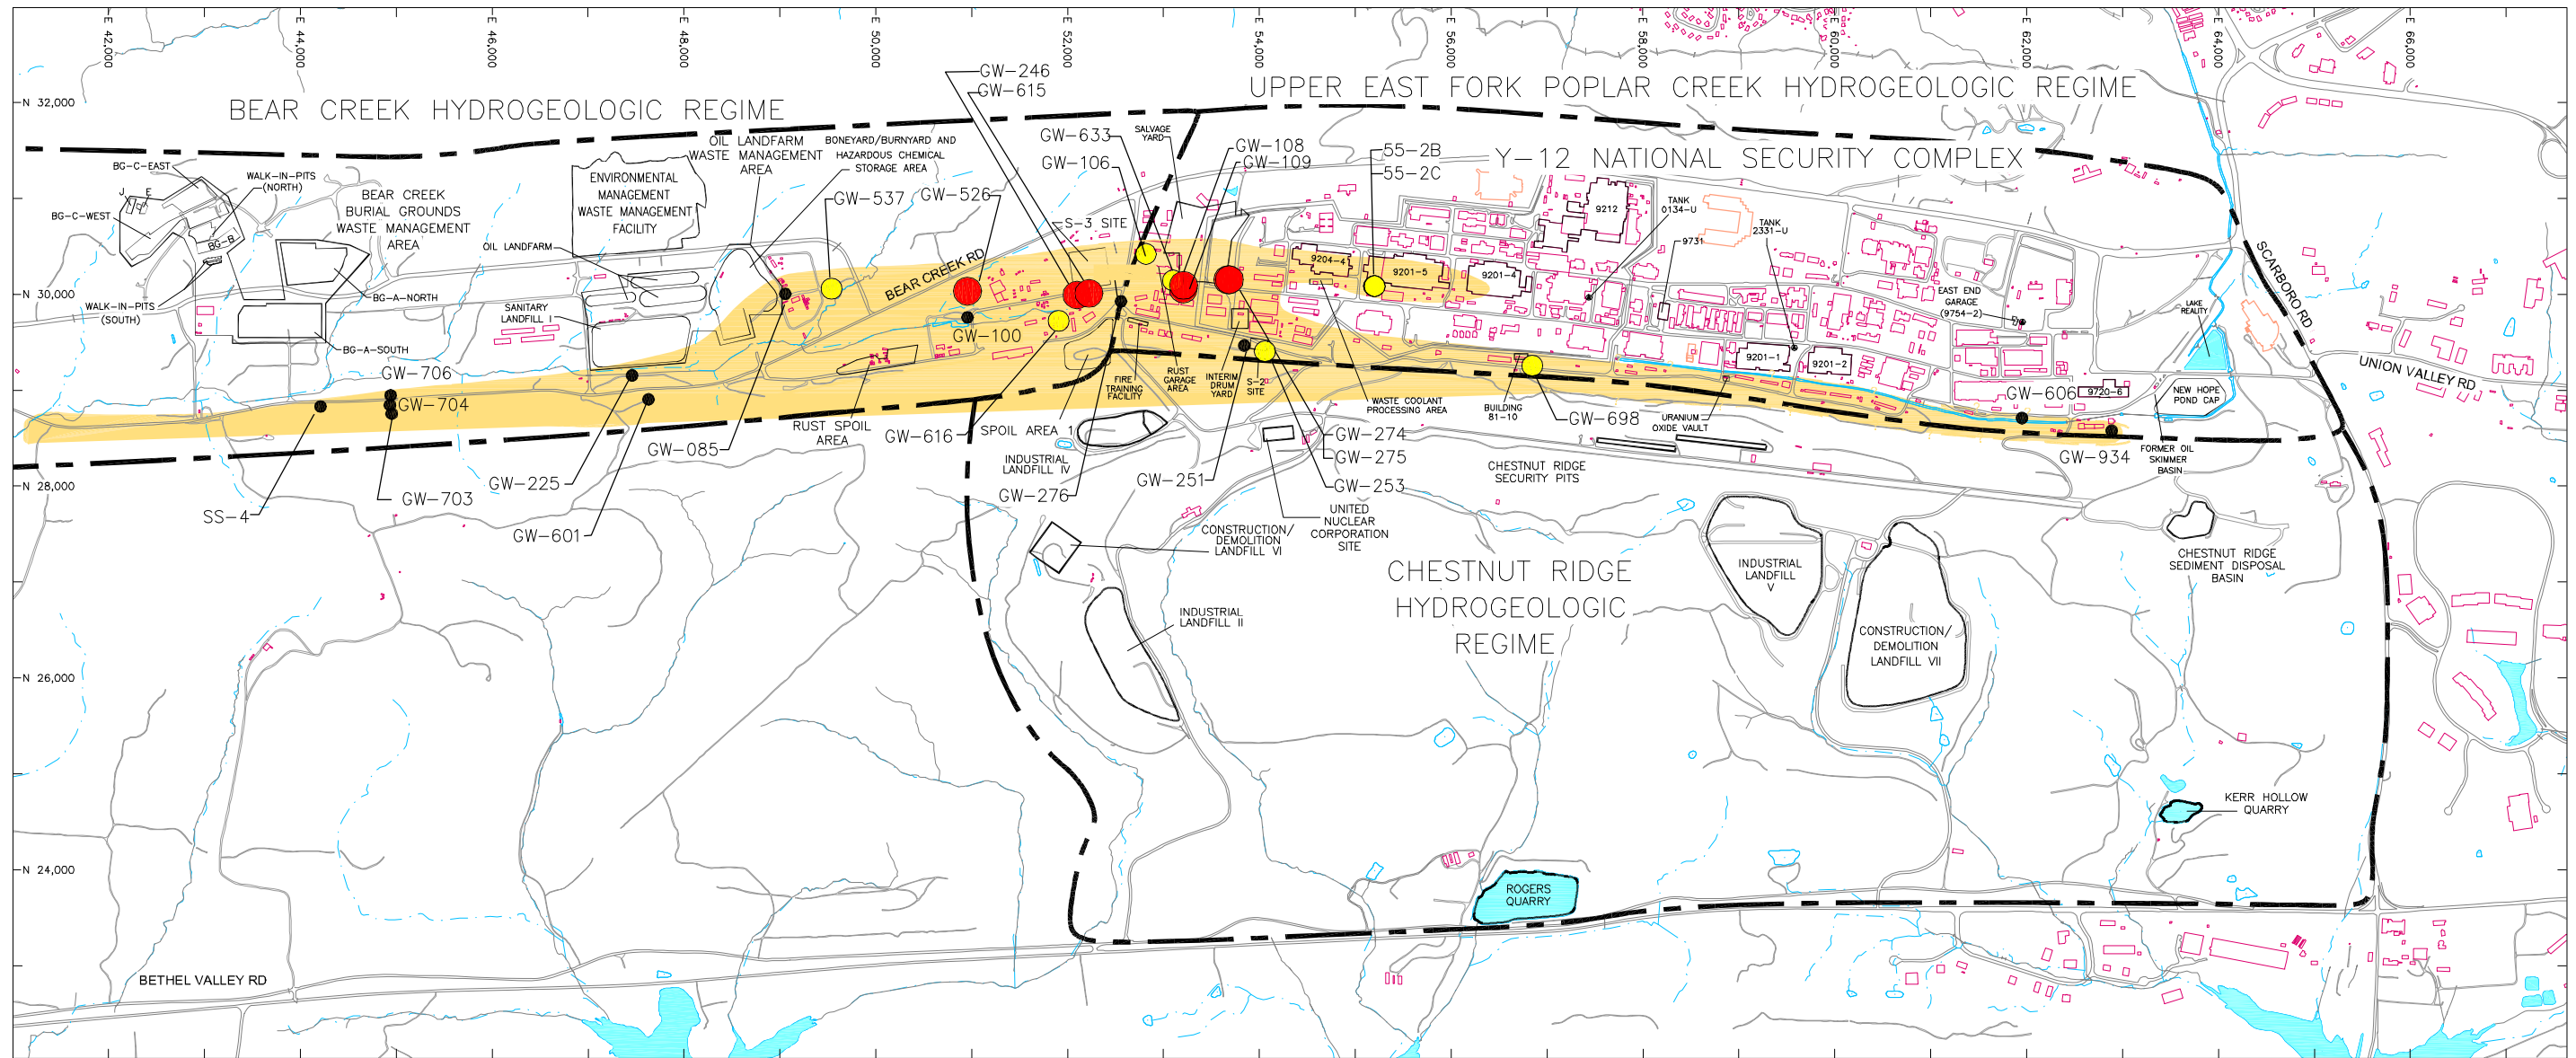 E 42,000
E 44,000
E 46,000
E 48,000
E 50,000
E 52,000
E 54,000
E 56,000
E 58,000
E 60,000
E 62,000
E 64,000
E 66,000
N 32,000
N 30,000
N 28,000
N 26,000
N 24,000
BEAR CREEK HYDROGEOLOGIC REGIME
UPPER EAST FORK POPLAR CREEK HYDROGEOLOGIC REGIME
Y-12 NATIONAL SECURITY COMPLEX
GW-246
GW-615
GW-633
GW-106
SALVAGE
YARD
GW-108
GW-109
55-2B
55-2C
BG-C-EAST
J
E
BG-C-WEST
WALK-IN-PITS
(NORTH)
BG-B
WALK-IN-PITS
(SOUTH)
BEAR CREEK
BURIAL GROUNDS
WASTE MANAGEMENT
AREA
BG-A-NORTH
BG-A-SOUTH
ENVIRONMENTAL
MANAGEMENT
WASTE MANAGEMENT
FACILITY
OIL LANDFARM
WASTE MANAGEMENT
AREA
BONEYARD/BURNYARD AND
HAZARDOUS CHEMICAL
STORAGE AREA
OIL LANDFARM
SANITARY
LANDFILL I
GW-537
GW-526
S-3 SITE
BEAR CREEK RD
GW-100
9204-4
9201-5
9201-4
9212
TANK
0134-U
9731
TANK
2331-U
EAST END
GARAGE
(9754-2)
9201-1
9201-2
9720-6
LAKE
REALITY
NEW HOPE
POND CAP
SCARBORO RD
UNION VALLEY RD
GW-706
GW-704
GW-703
SS-4
GW-225
GW-601
GW-085
RUST SPOIL
AREA
GW-616
SPOIL AREA 1
FIRE
TRAINING
FACILITY
RUST
GARAGE
AREA
INTERIM
DRUM
YARD
S-2
SITE
WASTE COOLANT
PROCESSING AREA
BUILDING
81-10
GW-698
URANIUM
OXIDE VAULT
GW-606
GW-934
FORMER OIL
SKIMMER
BASIN
INDUSTRIAL
LANDFILL IV
GW-276
GW-251
GW-274
GW-275
GW-253
UNITED
NUCLEAR
CORPORATION
SITE
CHESTNUT RIDGE
SECURITY PITS
CONSTRUCTION/
DEMOLITION
LANDFILL VI
INDUSTRIAL
LANDFILL II
CHESTNUT RIDGE
HYDROGEOLOGIC
REGIME
INDUSTRIAL
LANDFILL
V
CONSTRUCTION/
DEMOLITION
LANDFILL VII
CHESTNUT RIDGE
SEDIMENT DISPOSAL
BASIN
KERR HOLLOW
QUARRY
ROGERS
QUARRY
BETHEL VALLEY RD